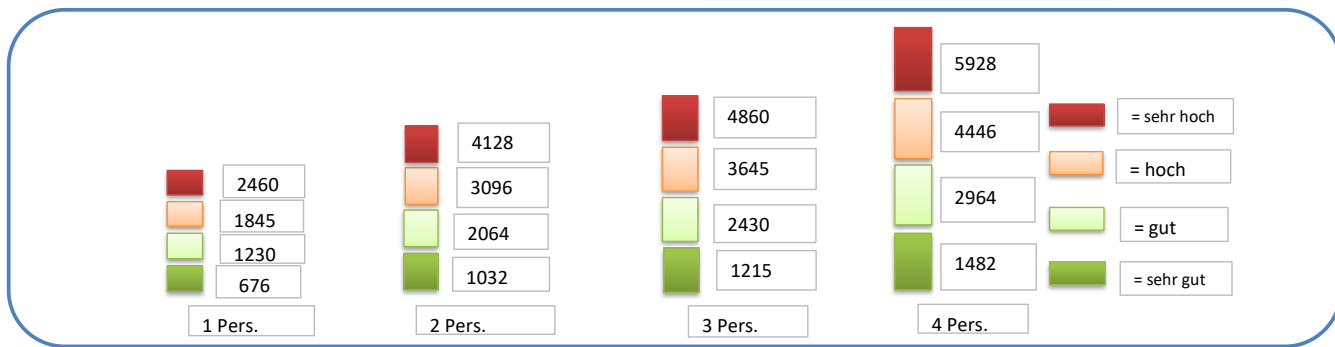 2460
1845
1230
676
1 Pers.
4128
3096
2064
1032
2 Pers.
4860
3645
2430
1215
3 Pers.
5928
4446
2964
1482
4 Pers.
= sehr hoch
= hoch
= gut
= sehr gut